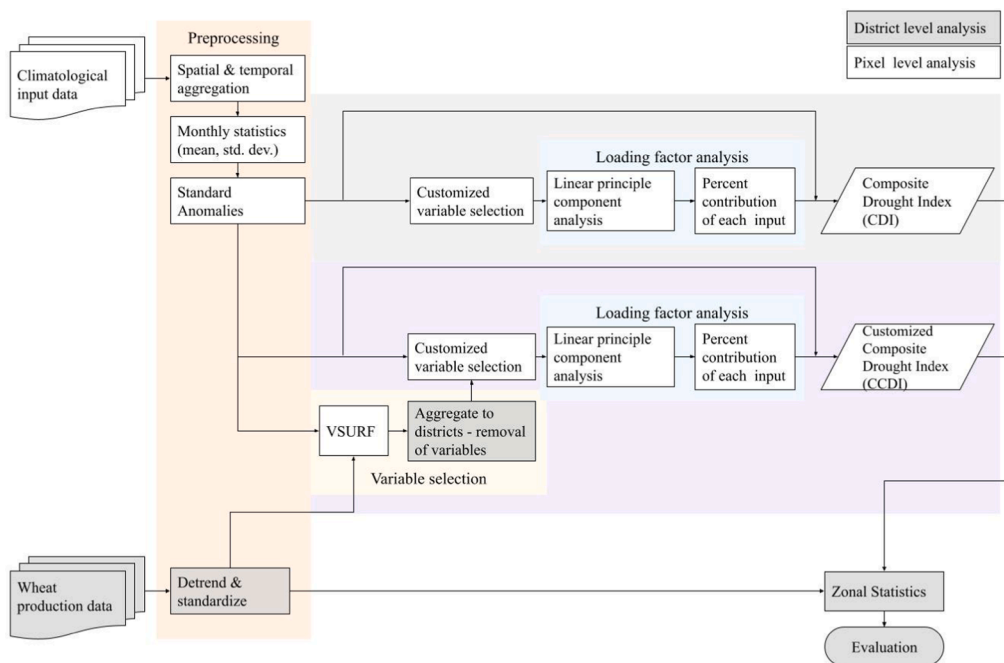 District level analysis
Pixel level analysis
Preprocessing
Climatological
input data
Spatial & temporal
aggregation
Monthly statistics
(mean, std. dev.)
Standard
Anomalies
Loading factor analysis
Customized
variable selection
Linear principle
component
analysis
Percent
contribution
of each input
Composite
Drought Index
(CDI)
Loading factor analysis
Customized
variable selection
Linear principle
component
analysis
Percent
contribution
of each input
Customized
Composite
Drought Index
(CCDI)
VSURF
Aggregate to
districts - removal
of variables
Variable selection
Wheat
production data
Detrend &
standardize
Zonal Statistics
Evaluation